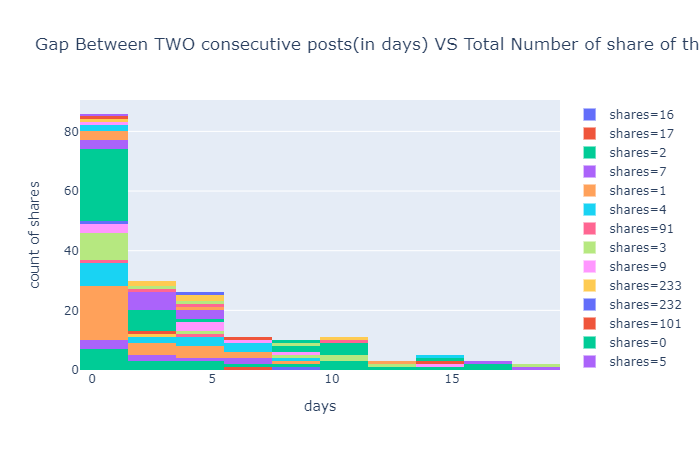 Gap Between TWO consecutive posts(in days) VS Total Number of share of th
count of shares
80
60
40
20
0
0
5
10
15
days
shares=16
shares=17
shares=2
shares=7
shares=1
shares=4
shares=91
shares=3
shares=9
shares=233
shares=232
shares=101
shares=0
shares=5